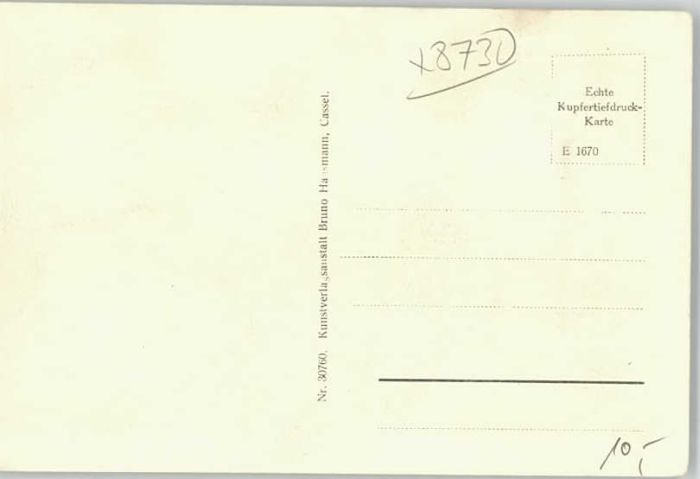 x8730
Echte
Kupfertiefdruck-
Karte
E 1670
Nr. 30760. Kunstverlagsanstalt Bruno Hansmann, Cassel.
10,-